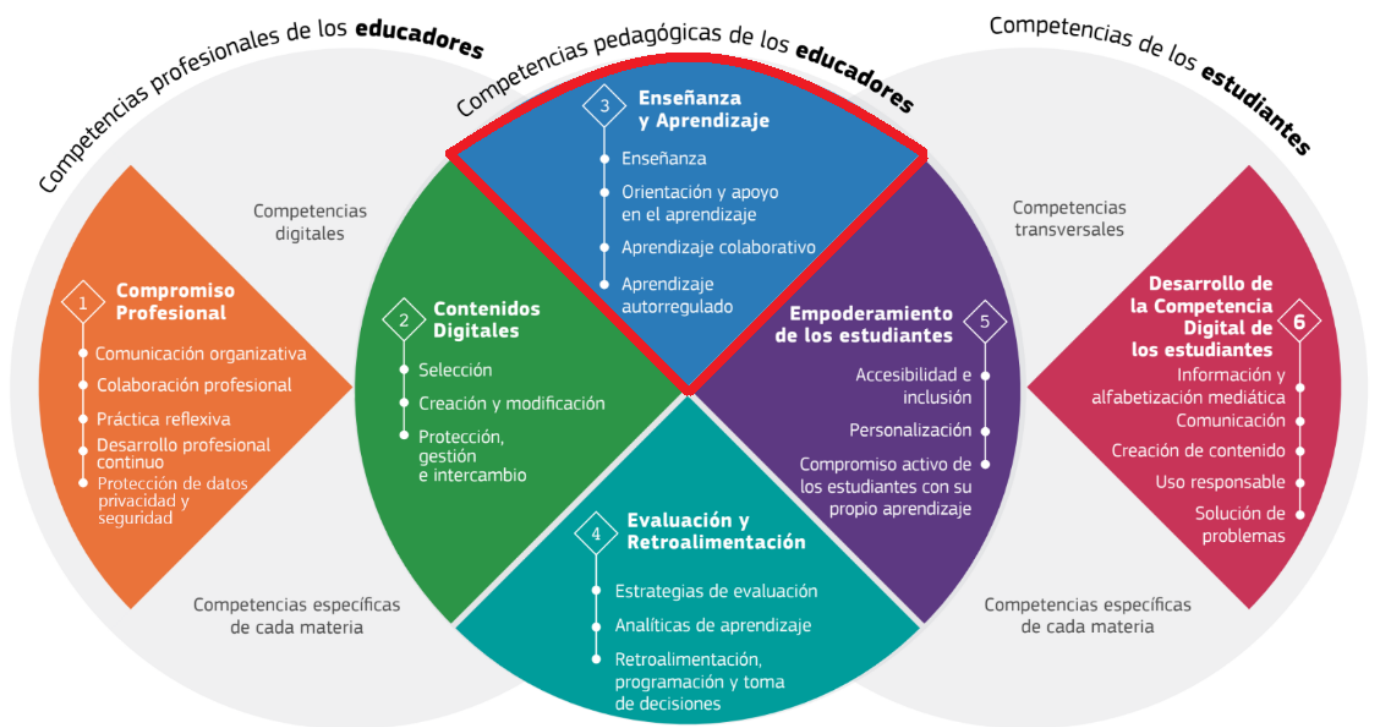 Competencias profesionales de los educadores
Competencias pedagógicas de los educadores
Competencias de los estudiantes
Competencias
digitales
1
Compromiso
Profesional
Comunicación organizativa
Colaboración profesional
Práctica reflexiva
Desarrollo profesional
continuo
Protección de datos
privacidad y
seguridad
Competencias específicas
de cada materia
2
Contenidos
Digitales
Selección
Creación y modificación
Protección,
gestión
e intercambio
3
Enseñanza
y Aprendizaje
Enseñanza
Orientación y apoyo
en el aprendizaje
Aprendizaje colaborativo
Aprendizaje
autorregulado
4
Evaluación y
Retroalimentación
Estrategias de evaluación
Analíticas de aprendizaje
Retroalimentación,
programación y toma
de decisiones
5
Empoderamiento
de los estudiantes
Accesibilidad e
inclusión
Personalización
Compromiso activo de
los estudiantes con su
propio aprendizaje
Competencias
transversales
6
Desarrollo de
la Competencia
Digital de
los estudiantes
Información y
alfabetización mediática
Comunicación
Creación de contenido
Uso responsable
Solución de
problemas
Competencias específicas
de cada materia